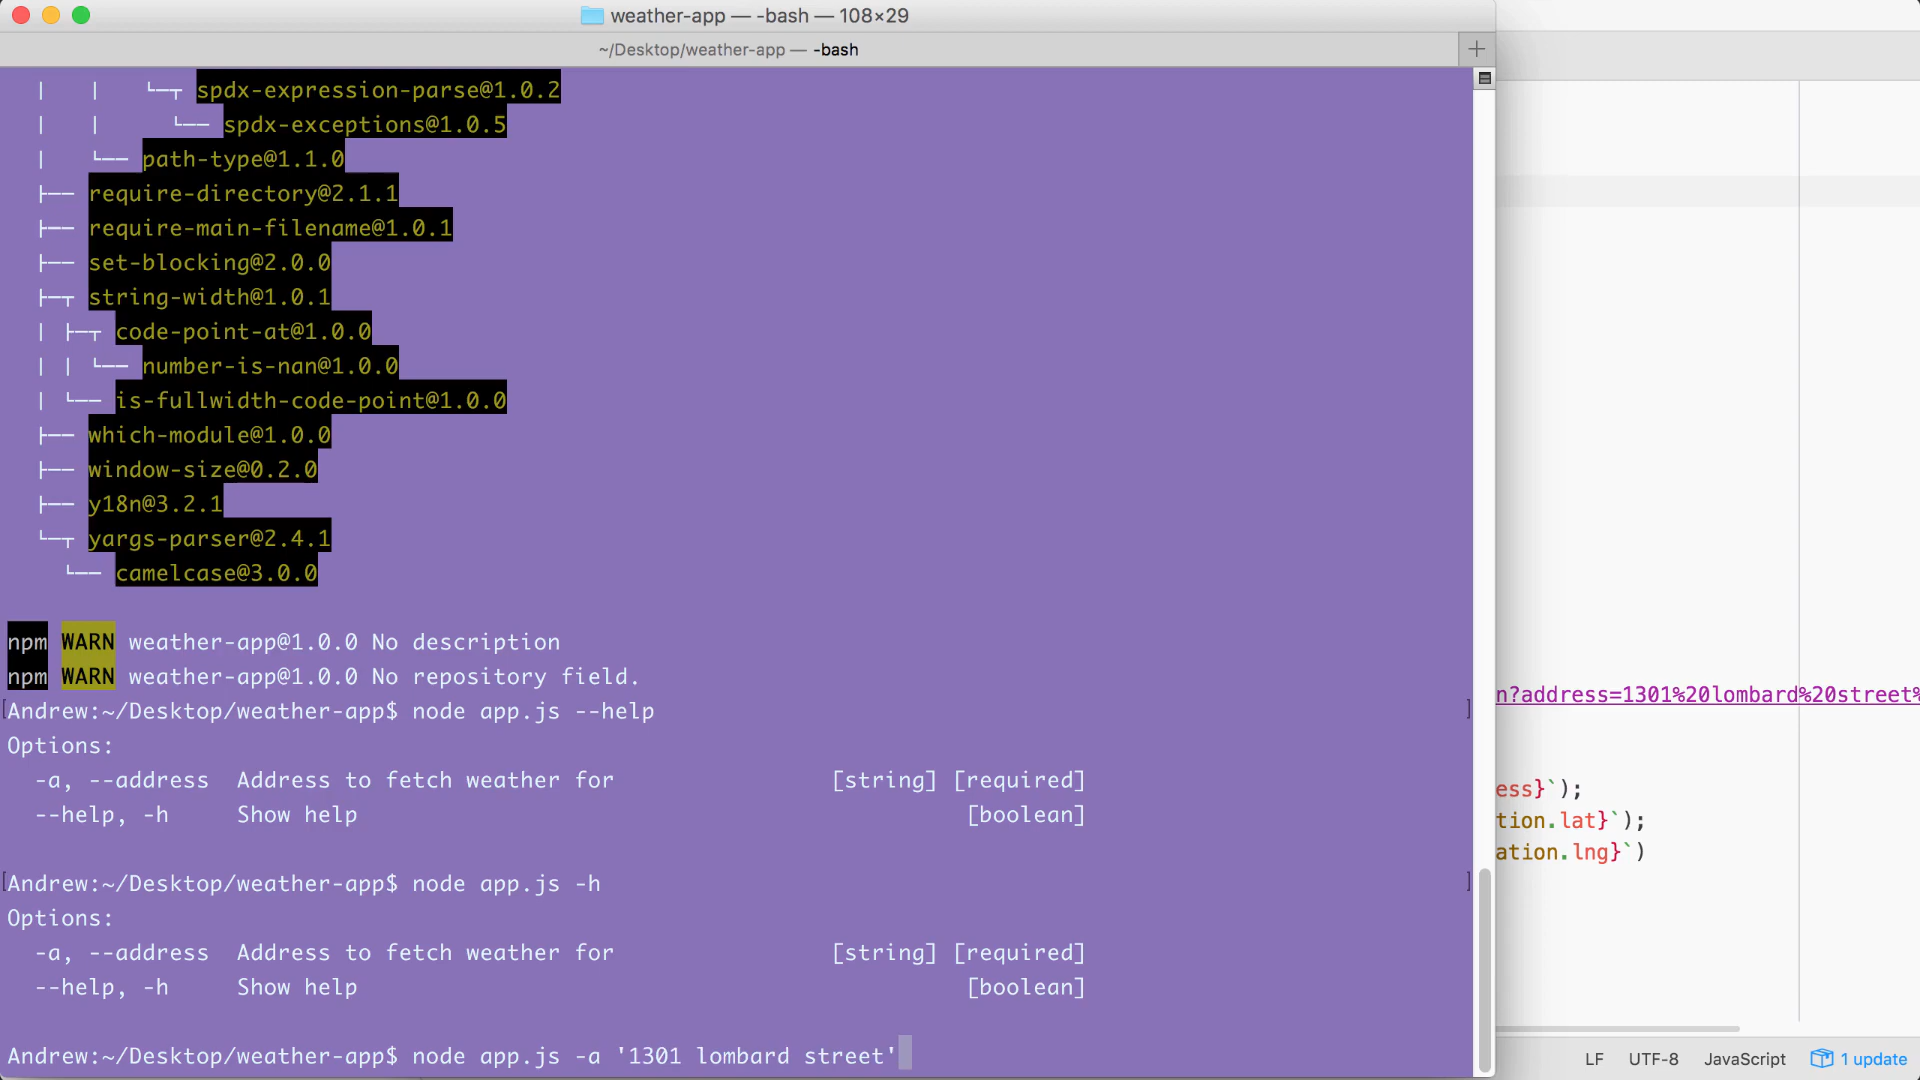 weather-app — -bash — 108×29
~/Desktop/weather-app — -bash
| | └─┬ spdx-expression-parse@1.0.2
| | └── spdx-exceptions@1.0.5
| └── path-type@1.1.0
├── require-directory@2.1.1
├── require-main-filename@1.0.1
├── set-blocking@2.0.0
├─┬ string-width@1.0.1
| ├─┬ code-point-at@1.0.0
| | └── number-is-nan@1.0.0
| └── is-fullwidth-code-point@1.0.0
├── which-module@1.0.0
├── window-size@0.2.0
├── y18n@3.2.1
└─┬ yargs-parser@2.4.1
└── camelcase@3.0.0
npm WARN weather-app@1.0.0 No description
npm WARN weather-app@1.0.0 No repository field.
[Andrew:~/Desktop/weather-app$ node app.js --help ]
Options:
-a, --address Address to fetch weather for [string] [required]
--help, -h Show help [boolean]
[Andrew:~/Desktop/weather-app$ node app.js -h ]
Options:
-a, --address Address to fetch weather for [string] [required]
--help, -h Show help [boolean]
Andrew:~/Desktop/weather-app$ node app.js -a '1301 lombard street'
n?address=1301%20lombard%20street%
ess}`);
tion.lat}`);
ation.lng}`)
LF UTF-8 JavaScript 1 update